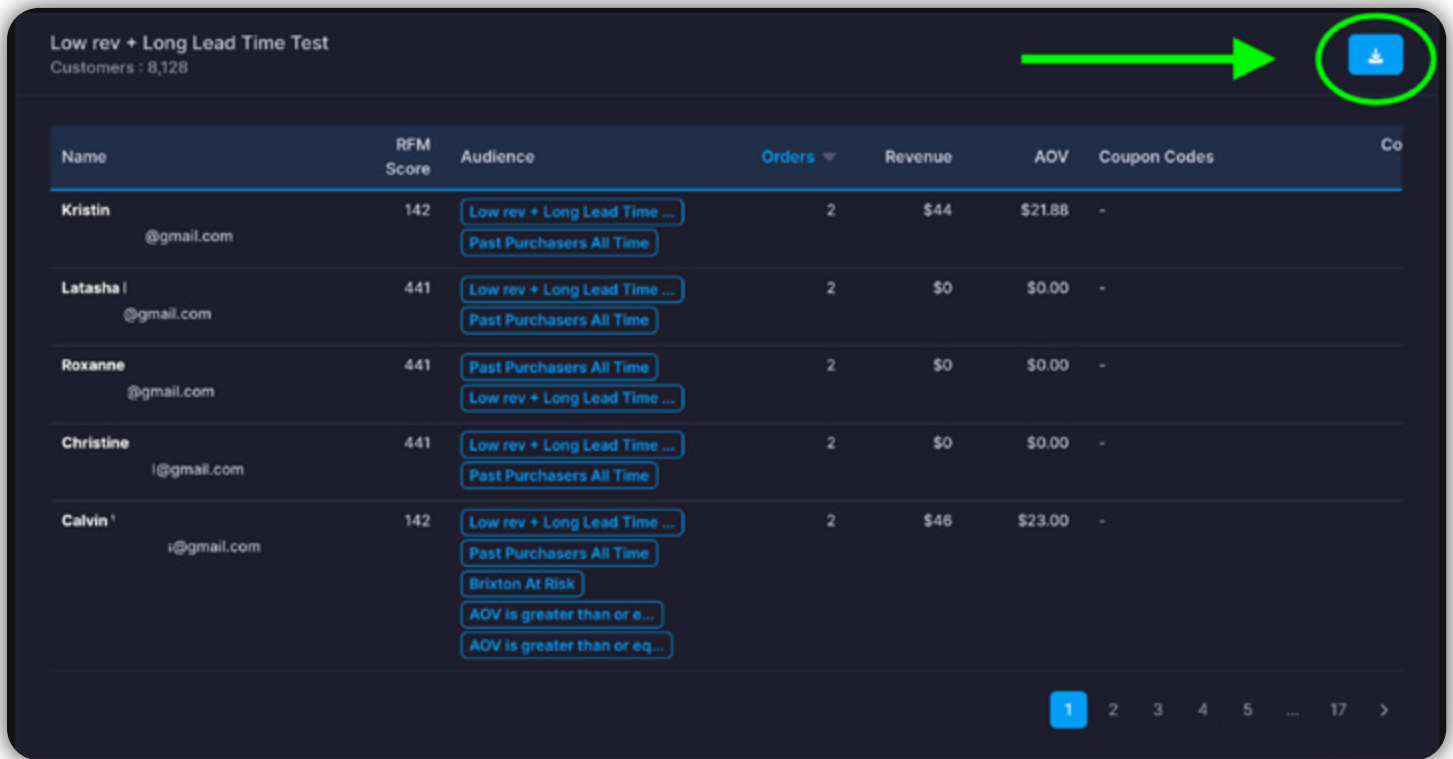 Low rev + Long Lead Time Test
Customers : 8,128
Name RFM Score Audience Orders Revenue AOV Coupon Codes Co
Kristin 142 Low rev + Long Lead Time ... 2 $44 $21.88 -
@gmail.com Past Purchasers All Time
Latasha 441 Low rev + Long Lead Time ... 2 $0 $0.00 -
@gmail.com Past Purchasers All Time
Roxanne 441 Past Purchasers All Time 2 $0 $0.00 -
@gmail.com Low rev + Long Lead Time ...
Christine 441 Low rev + Long Lead Time ... 2 $0 $0.00 -
l@gmail.com Past Purchasers All Time
Calvin 142 Low rev + Long Lead Time ... 2 $46 $23.00 -
s@gmail.com Past Purchasers All Time
Brixton At Risk
AOV is greater than or e...
AOV is greater than or eq...
1 2 3 4 5 ... 17 >